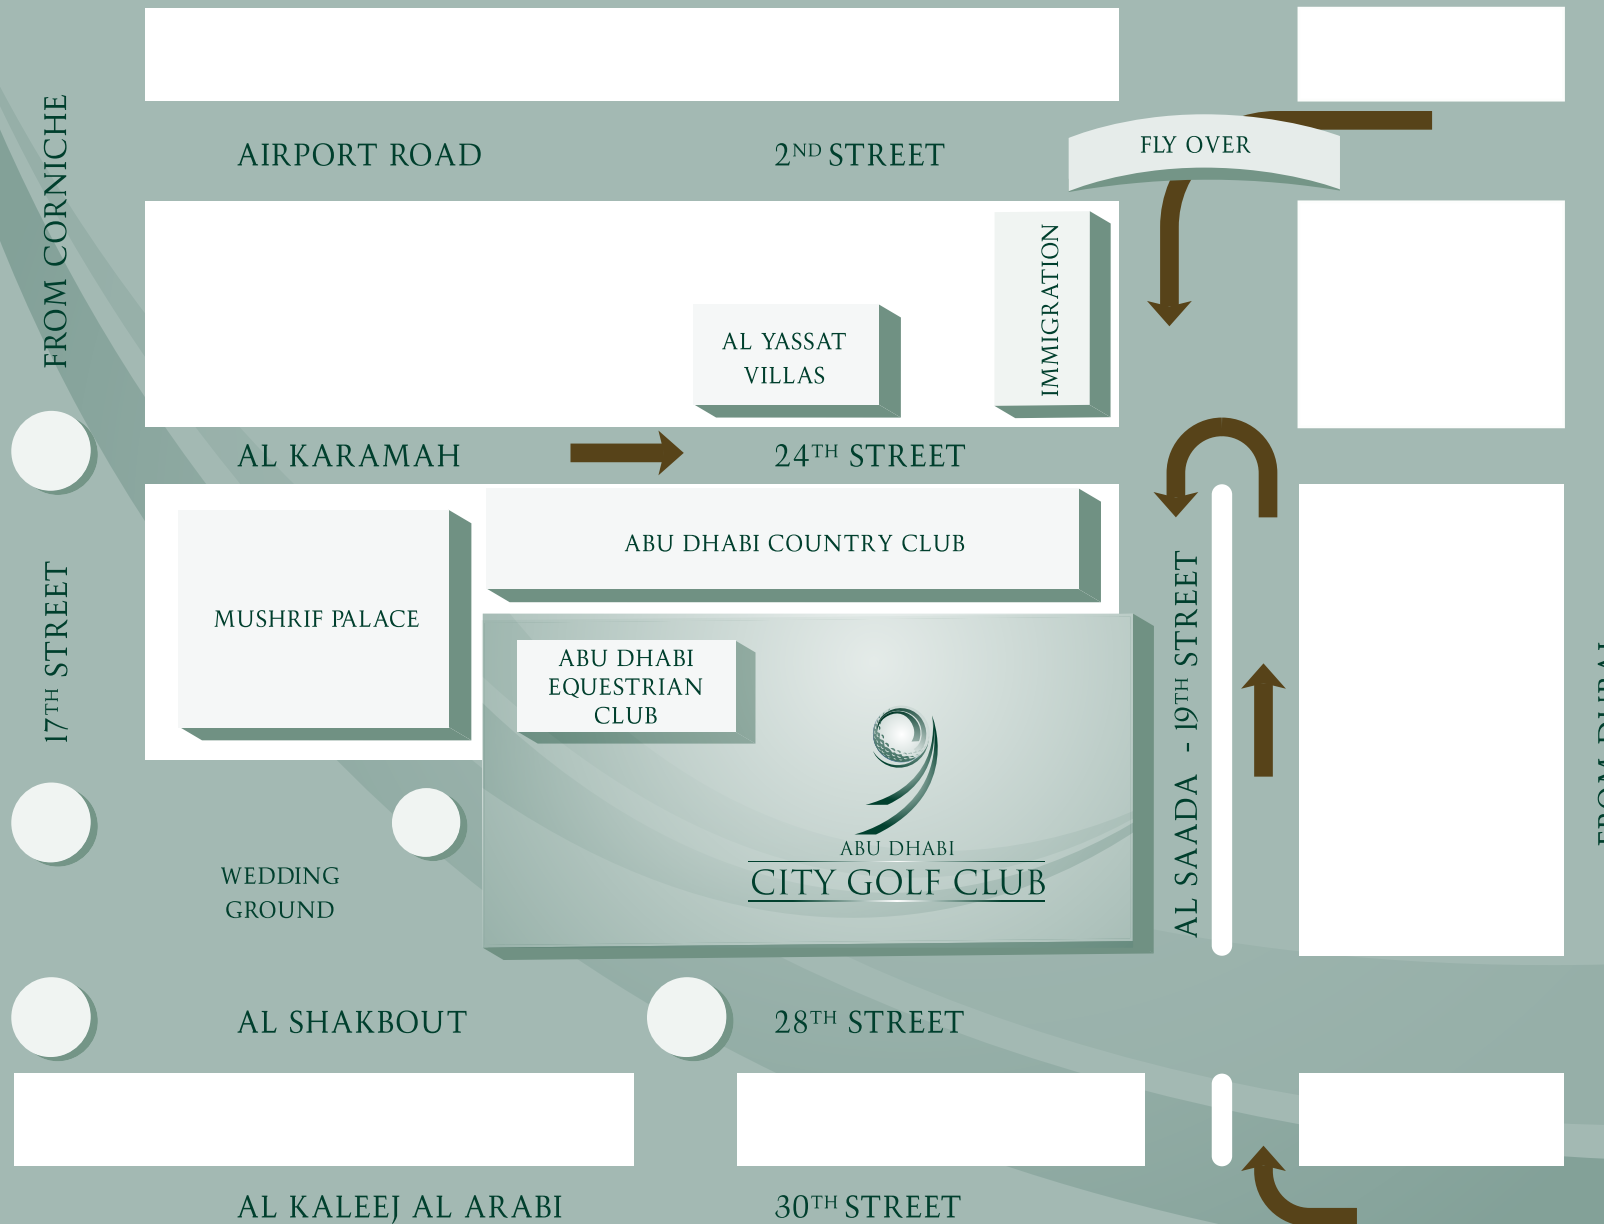 FROM CORNICHE
AIRPORT ROAD
2ND STREET
FLY OVER
IMMIGRATION
AL YASSAT
VILLAS
AL KARAMAH
24TH STREET
ABU DHABI COUNTRY CLUB
MUSHRIF PALACE
17TH STREET
ABU DHABI
EQUESTRIAN
CLUB
AL SAADA - 19TH STREET
FROM DUBAI
ABU DHABI
CITY GOLF CLUB
WEDDING
GROUND
AL SHAKBOUT
28TH STREET
AL KALEEJ AL ARABI
30TH STREET